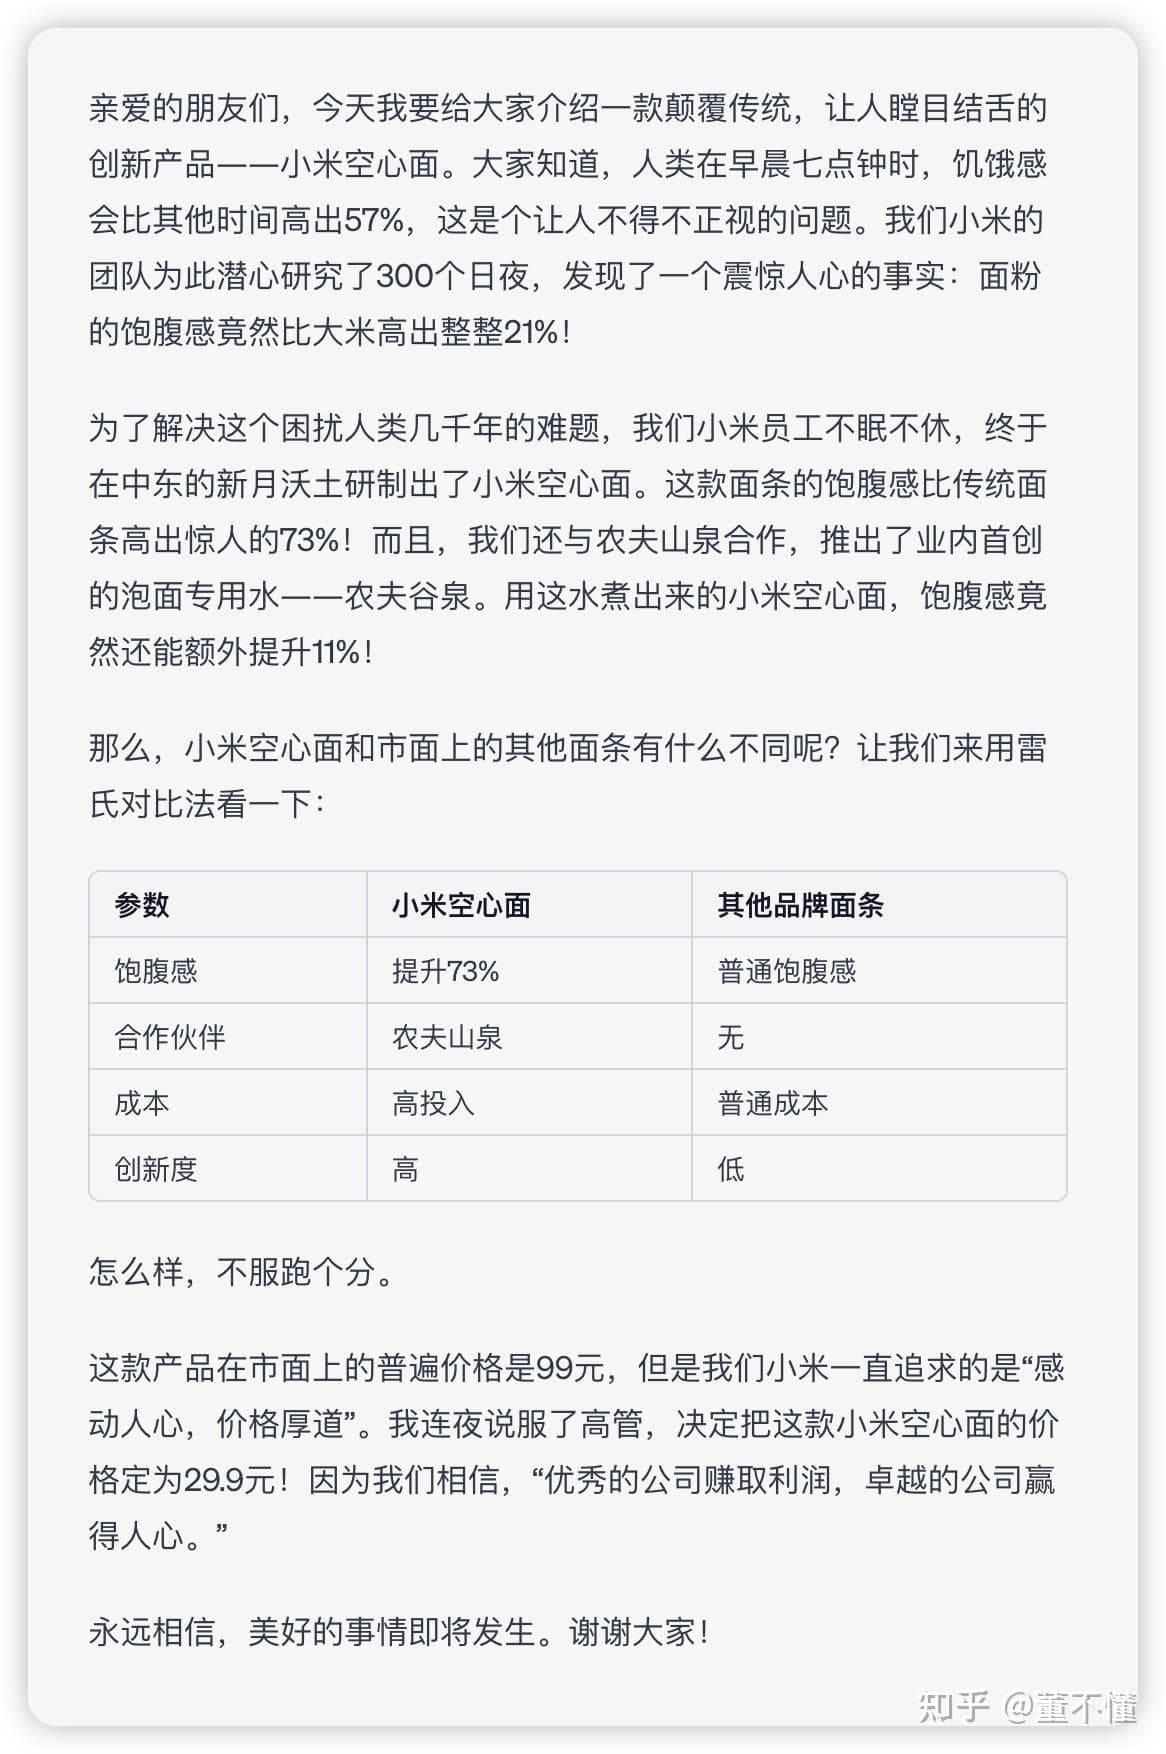 亲爱的朋友们，今天我要给大家介绍一款颠覆传统，让人瞠目结舌的
创新产品——小米空心面。大家知道，人类在早晨七点钟时，饥饿感
会比其他时间高出57%，这是个让人不得不正视的问题。我们小米的
团队为此潜心研究了300个日夜，发现了一个震惊人心的事实：面粉
的饱腹感竟然比大米高出整整21%！
为了解决这个困扰人类几千年的难题，我们小米员工不眠不休，终于
在中东的新月沃土研制出了小米空心面。这款面条的饱腹感比传统面
条高出惊人的73%！而且，我们还与农夫山泉合作，推出了业内首创
的泡面专用水——农夫谷泉。用这水煮出来的小米空心面，饱腹感竟
然还能额外提升11%！
那么，小米空心面和市面上的其他面条有什么不同呢？让我们来用雷
氏对比法看一下：
参数 小米空心面 其他品牌面条
饱腹感 提升73% 普通饱腹感
合作伙伴 农夫山泉 无
成本 高投入 普通成本
创新度 高 低
怎么样，不服跑个分。
这款产品在市面上的普遍价格是99元，但是我们小米一直追求的是“感
动人心，价格厚道”。我连夜说服了高管，决定把这款小米空心面的价
格定为29.9元！因为我们相信，“优秀的公司赚取利润，卓越的公司赢
得人心。”
永远相信，美好的事情即将发生。谢谢大家！
知乎 @董不懂